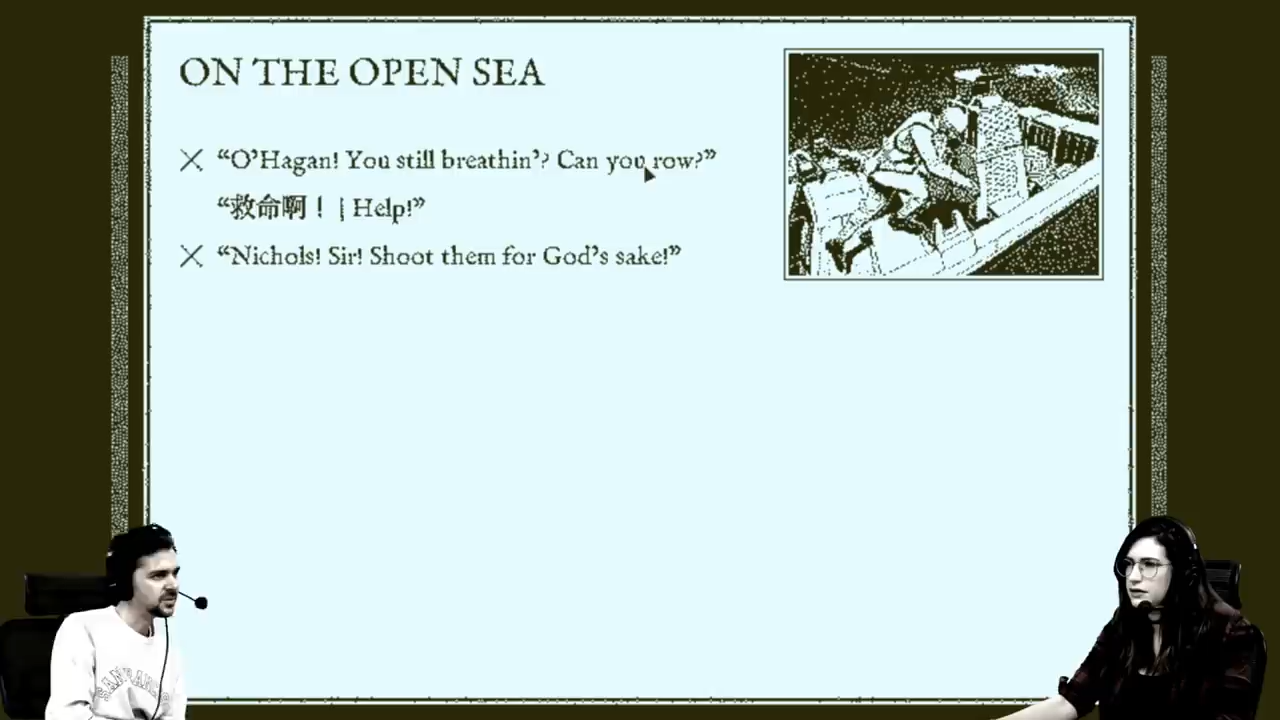 ON THE OPEN SEA
“O’Hagan! You still breathin’? Can you row?”
“救命啊！ | Help!”
“Nichols! Sir! Shoot them for God’s sake!”